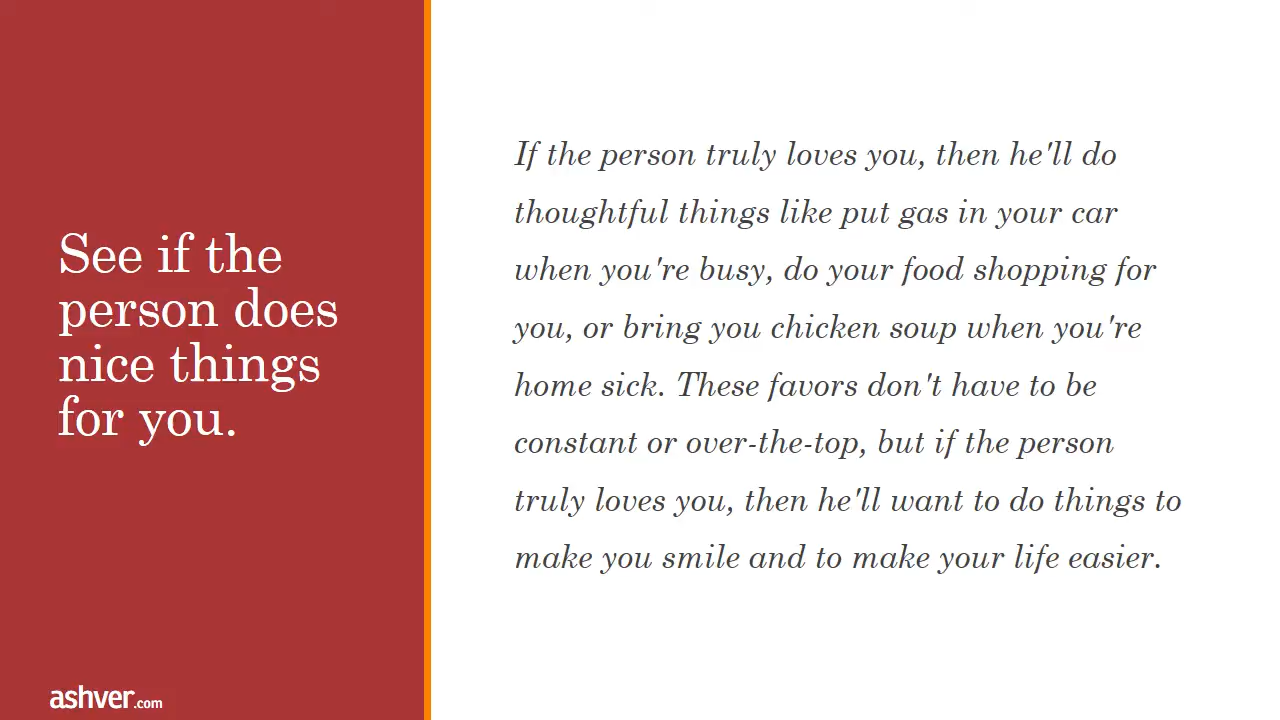 See if the
person does
nice things
for you.
If the person truly loves you, then he'll do
thoughtful things like put gas in your car
when you're busy, do your food shopping for
you, or bring you chicken soup when you're
home sick. These favors don't have to be
constant or over-the-top, but if the person
truly loves you, then he'll want to do things to
make you smile and to make your life easier.
ashver.com